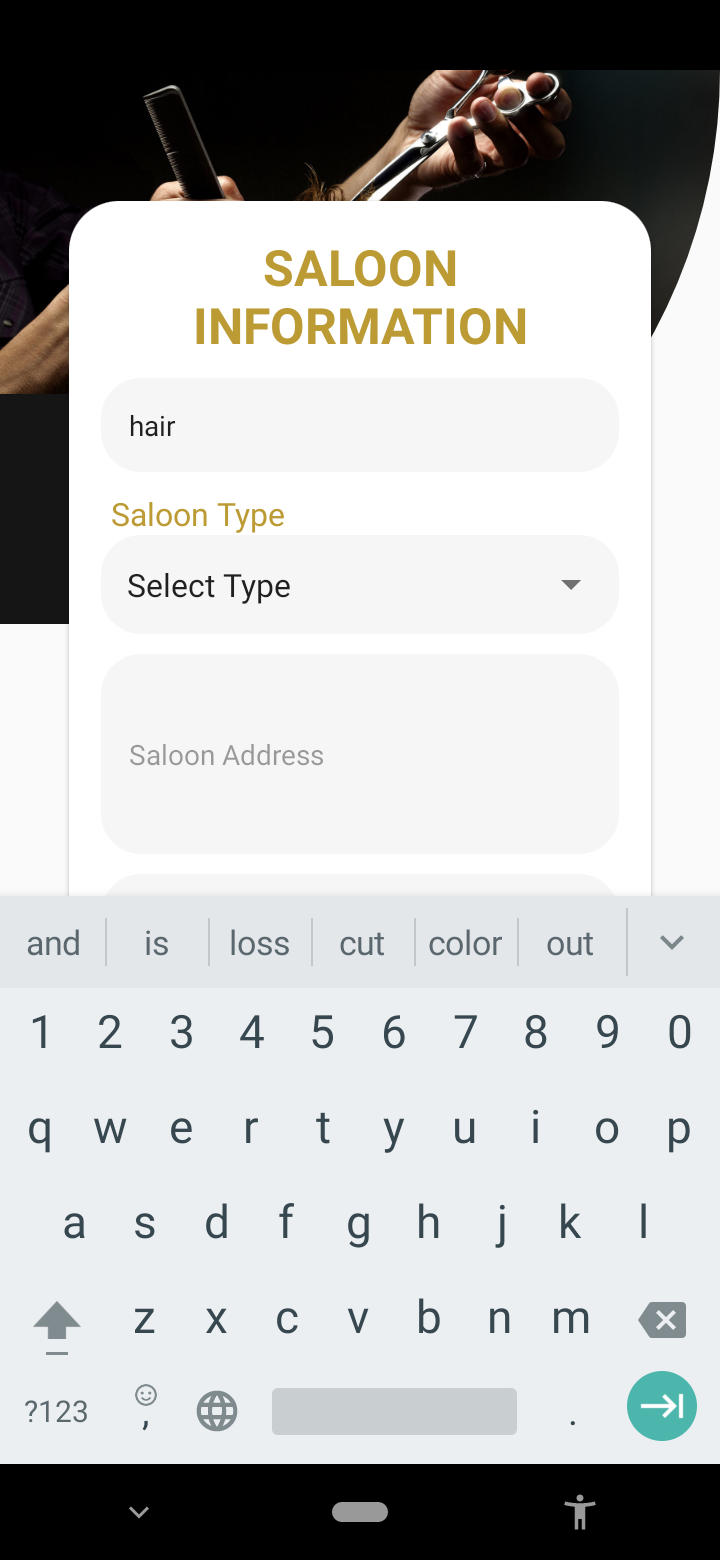 SALOON
INFORMATION
hair
Saloon Type
Select Type
Saloon Address
and is loss cut color out
1 2 3 4 5 6 7 8 9 0
q w e r t y u i o p
a s d f g h j k l
z x c v b n m
?123 , .